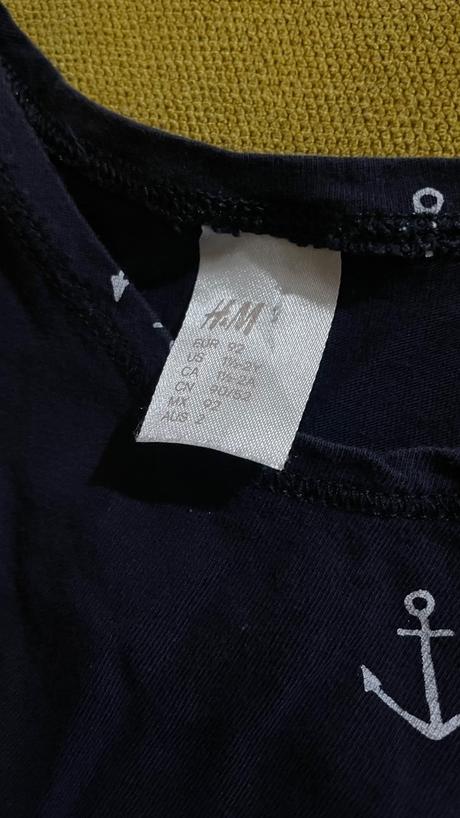 H&M
EUR 92
US 1½-2Y
CA 1½-2A
CN 90/52
MX 92
AUS 2